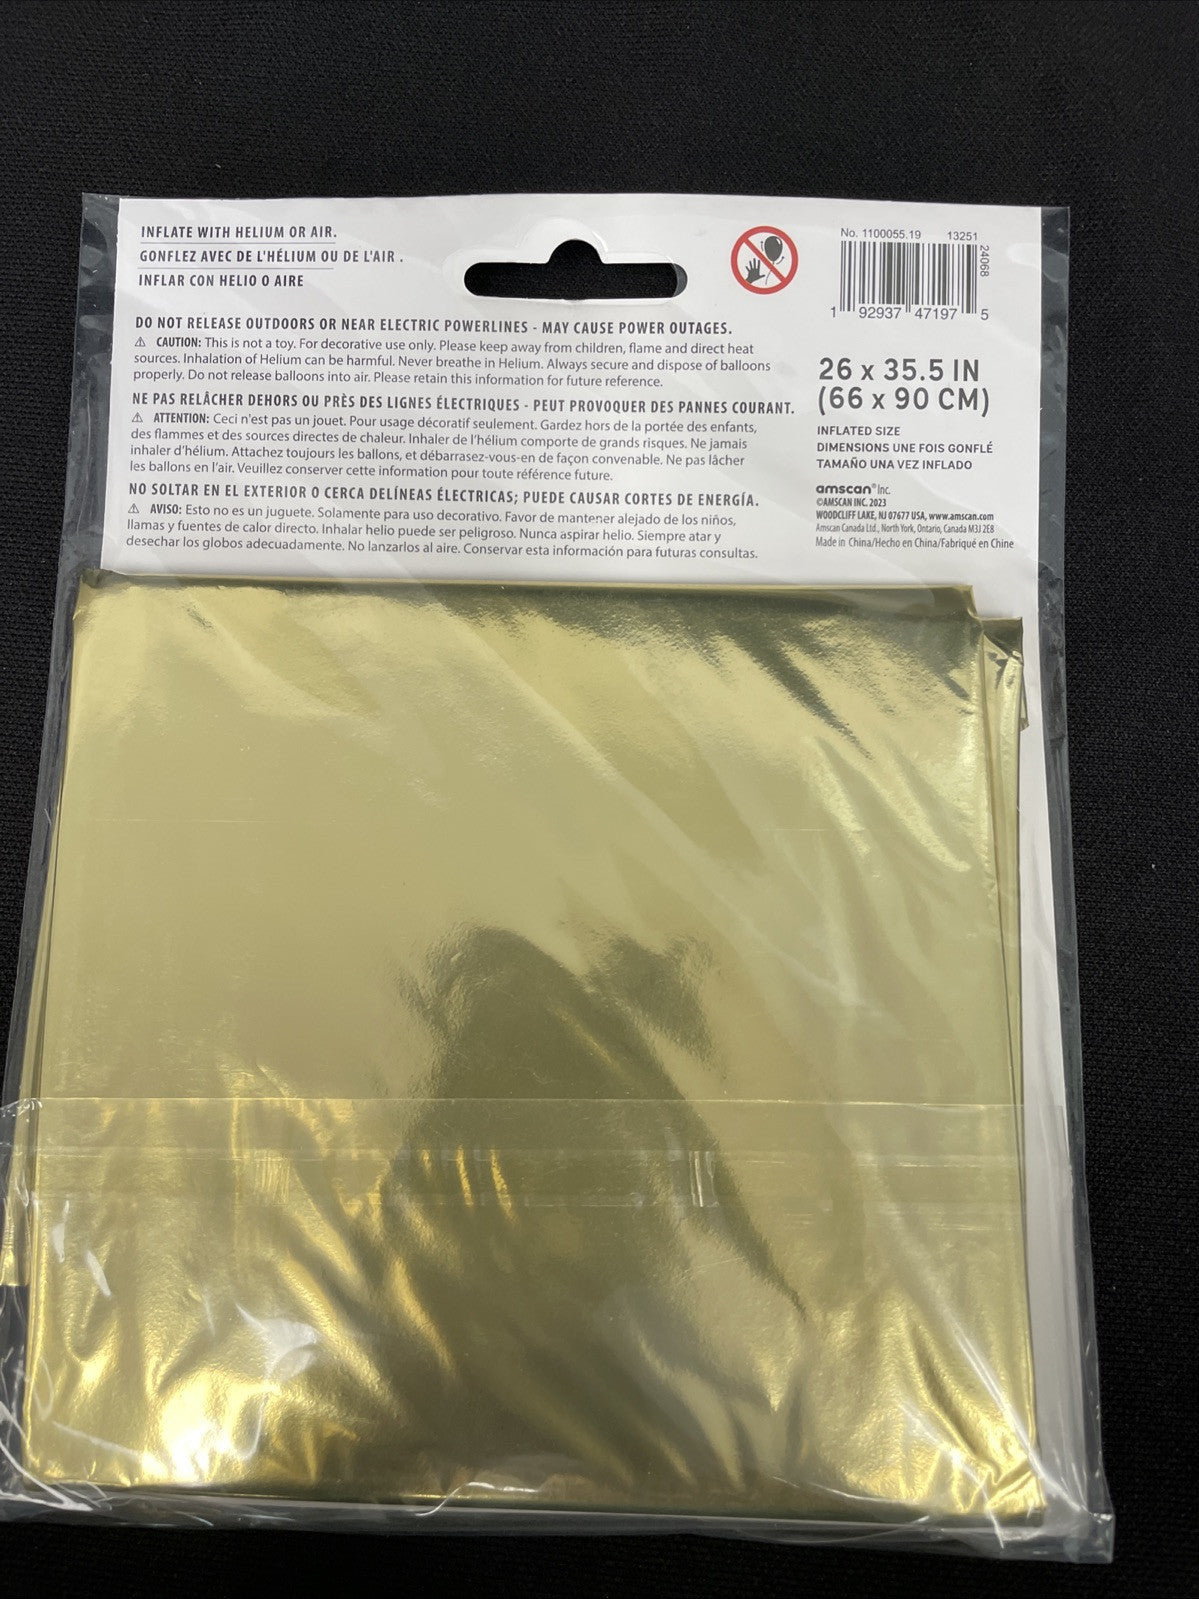 INFLATE WITH HELIUM OR AIR.
GONFLEZ AVEC DE L'HÉLIUM OU DE L'AIR .
INFLAR CON HELIO O AIRE
DO NOT RELEASE OUTDOORS OR NEAR ELECTRIC POWERLINES - MAY CAUSE POWER OUTAGES.
⚠ CAUTION: This is not a toy. For decorative use only. Please keep away from children, flame and direct heat
sources. Inhalation of Helium can be harmful. Never breathe in Helium. Always secure and dispose of balloons
properly. Do not release balloons into air. Please retain this information for future reference.
NE PAS RELÂCHER DEHORS OU PRÈS DES LIGNES ÉLECTRIQUES - PEUT PROVOQUER DES PANNES COURANT.
⚠ ATTENTION: Ceci n'est pas un jouet. Pour usage décoratif seulement. Gardez hors de la portée des enfants,
des flammes et des sources directes de chaleur. Inhaler de l'hélium comporte de grands risques. Ne jamais
inhaler d'hélium. Attachez toujours les ballons, et débarrasez-vous-en de façon convenable. Ne pas lâcher
les ballons en l'air. Veuillez conserver cette information pour toute référence future.
NO SOLTAR EN EL EXTERIOR O CERCA DELÍNEAS ÉLECTRICAS; PUEDE CAUSAR CORTES DE ENERGÍA.
⚠ AVISO: Esto no es un juguete. Solamente para uso decorativo. Favor de mantener alejado de los niños,
llamas y fuentes de calor directo. Inhalar helio puede ser peligroso. Nunca aspirar helio. Siempre atar y
desechar los globos adecuadamente. No lanzarlos al aire. Conservar esta información para futuras consultas.
No. 1100055.19 13251
24068
1 92937 47197 5
26 x 35.5 IN
(66 x 90 CM)
INFLATED SIZE
DIMENSIONS UNE FOIS GONFLÉ
TAMAÑO UNA VEZ INFLADO
amscan® Inc.
©AMSCAN INC. 2023
WOODCLIFF LAKE, NJ 07677 USA, www.amscan.com
Amscan Canada Ltd., North York, Ontario, Canada M3J 2E8
Made in China/Hecho en China/Fabriqué en Chine